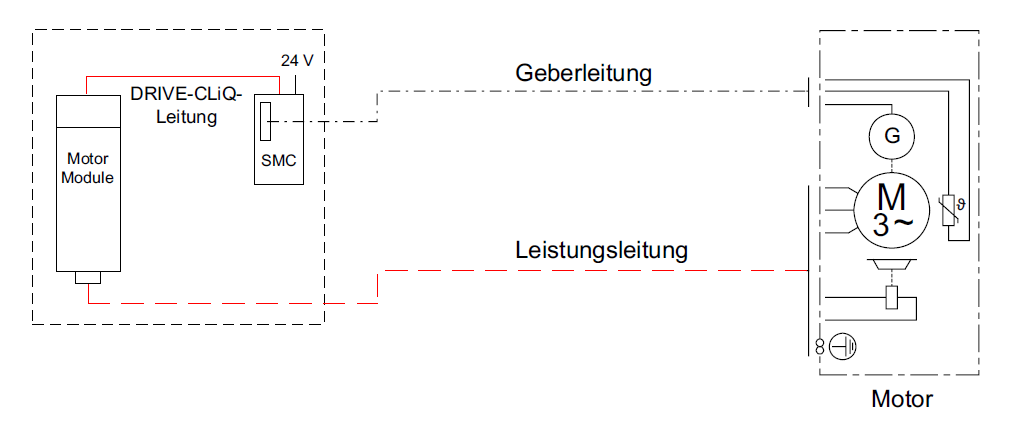 24 V
Geberleitung
DRIVE-CLiQ-
Leitung
G
Motor
Module
SMC
M
3~
ϑ
Leistungsleitung
Motor